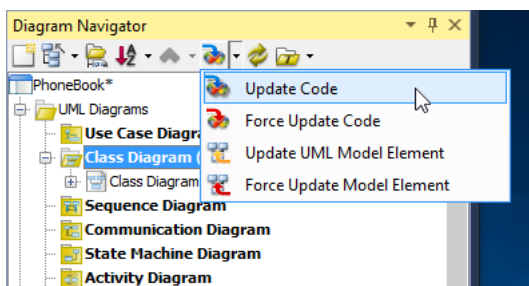 Diagram Navigator
PhoneBook*
UML Diagrams
Use Case Diagra
Class Diagram (
Class Diagram
Sequence Diagram
Communication Diagram
State Machine Diagram
Activity Diagram
Update Code
Force Update Code
Update UML Model Element
Force Update Model Element